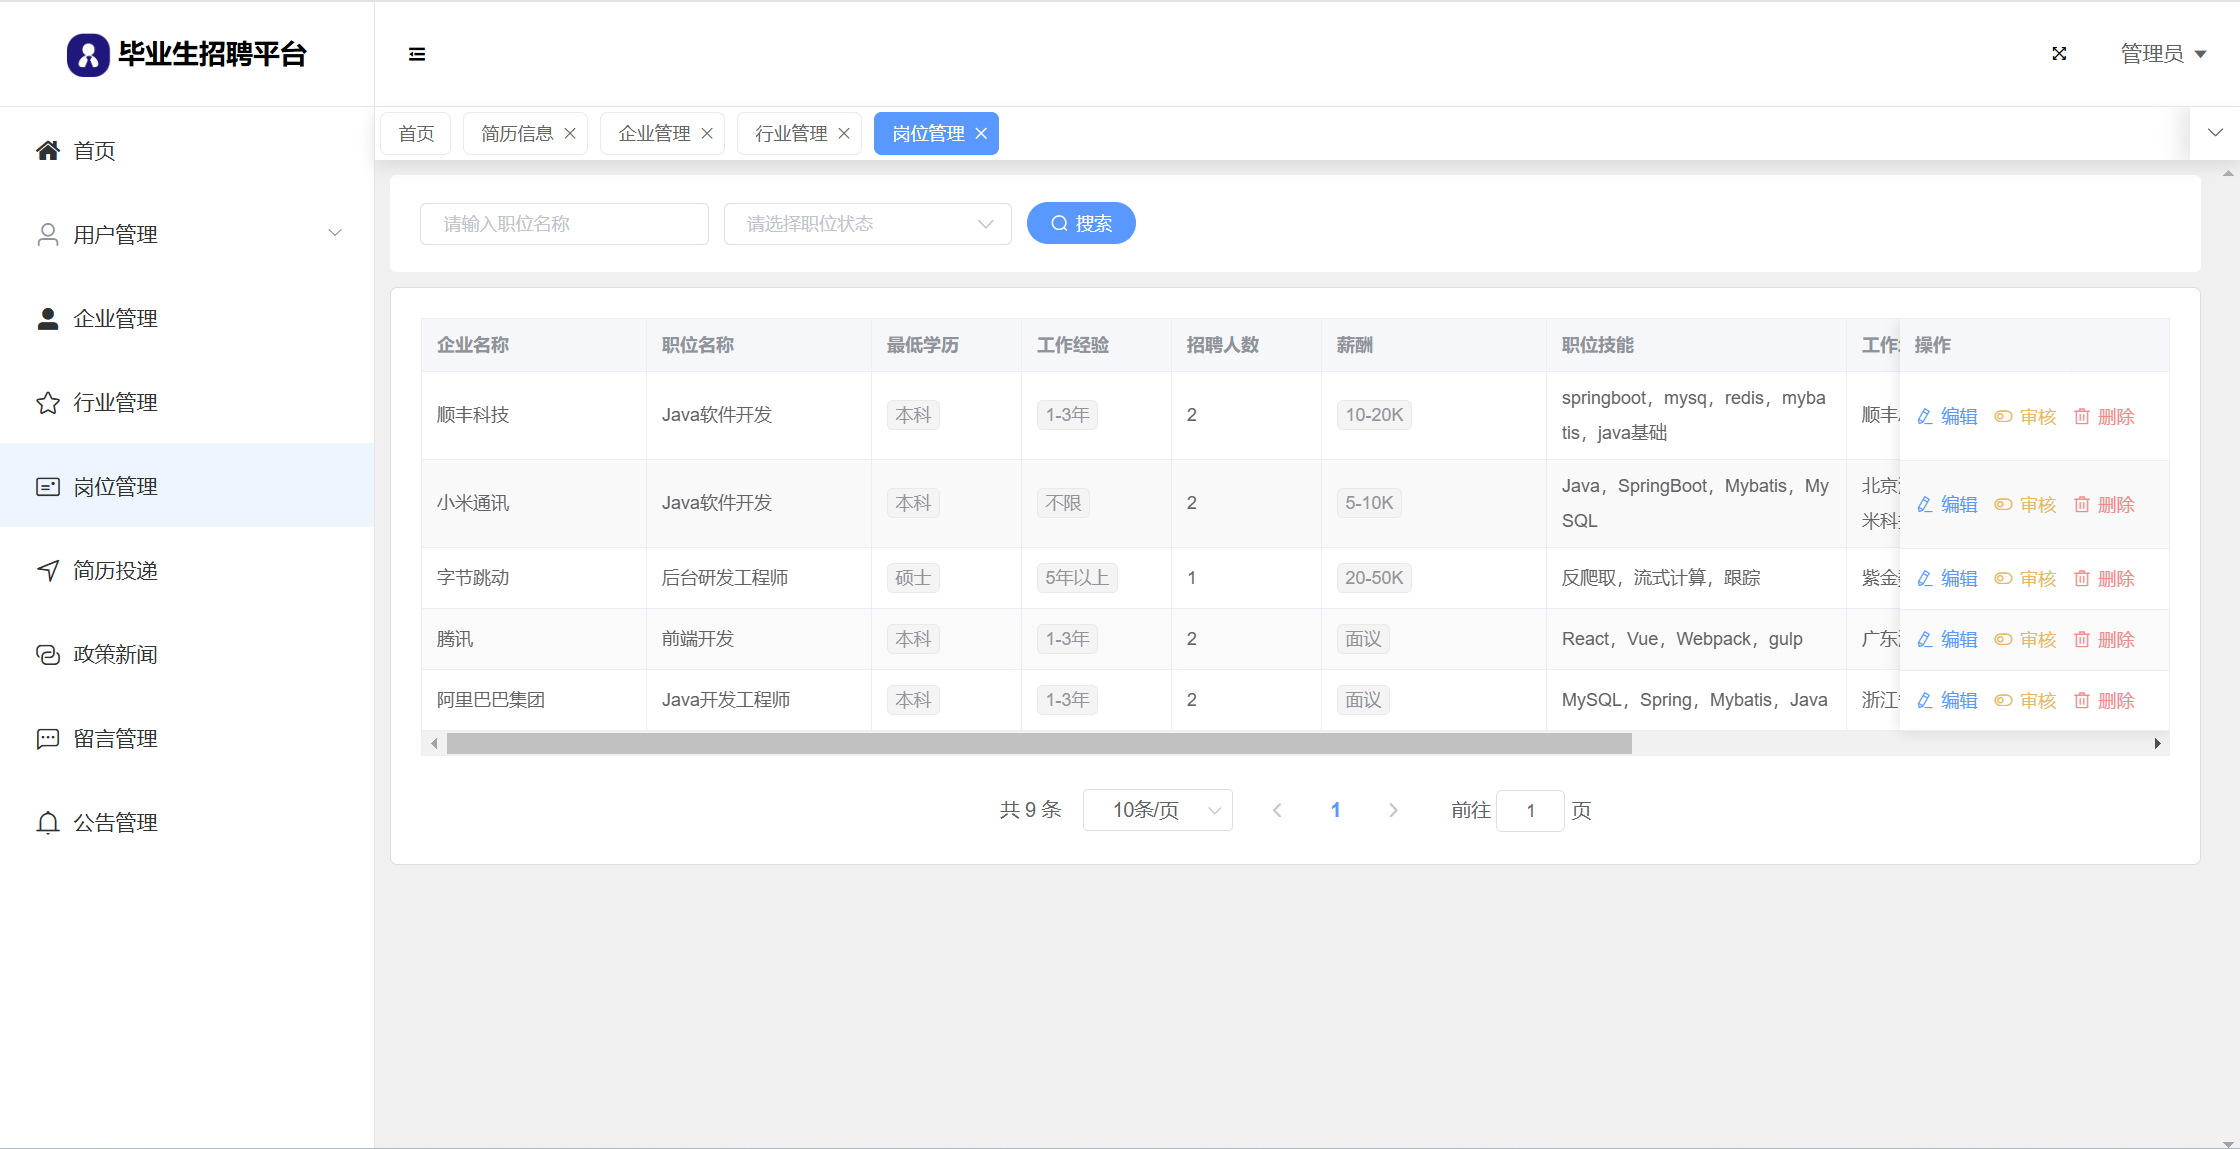 毕业生招聘平台
管理员
首页
用户管理
企业管理
行业管理
岗位管理
简历投递
政策新闻
留言管理
公告管理
首页 简历信息 企业管理 行业管理 岗位管理
请输入职位名称 请选择职位状态 搜索
企业名称 职位名称 最低学历 工作经验 招聘人数 薪酬 职位技能 工作 操作
顺丰科技 Java软件开发 本科 1-3年 2 10-20K springboot，mysq，redis，myba
tis，java基础 顺丰 编辑 审核 删除
小米通讯 Java软件开发 本科 不限 2 5-10K Java，SpringBoot，Mybatis，My
SQL 北京
米科 编辑 审核 删除
字节跳动 后台研发工程师 硕士 5年以上 1 20-50K 反爬取，流式计算，跟踪 紫金 编辑 审核 删除
腾讯 前端开发 本科 1-3年 2 面议 React，Vue，Webpack，gulp 广东 编辑 审核 删除
阿里巴巴集团 Java开发工程师 本科 1-3年 2 面议 MySQL，Spring，Mybatis，Java 浙江 编辑 审核 删除
共 9 条 10条/页 1 前往 1 页